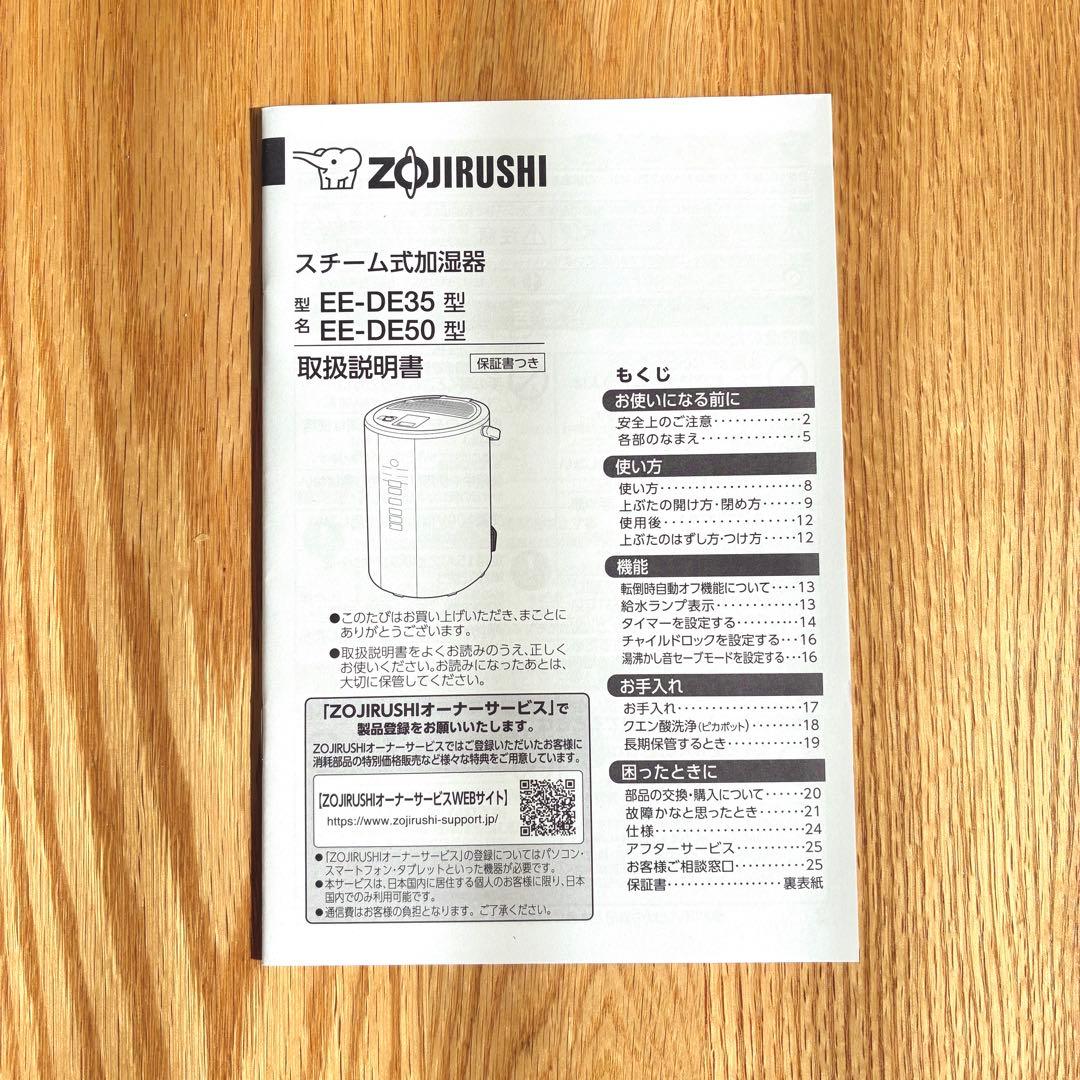 ZOJIRUSHI
スチーム式加湿器
型名 EE-DE35 型
EE-DE50 型
取扱説明書 保証書つき
●このたびはお買い上げいただき、まことに
ありがとうございます。
●取扱説明書をよくお読みのうえ、正しく
お使いください。お読みになったあとは、
大切に保管してください。
「ZOJIRUSHIオーナーサービス」で
製品登録をお願いいたします。
ZOJIRUSHIオーナーサービスではご登録いただいたお客様に
消耗部品の特別価格販売など様々な特典をご用意しています。
【ZOJIRUSHIオーナーサービスWEBサイト】
https://www.zojirushi-support.jp/
●「ZOJIRUSHIオーナーサービス」の登録についてはパソコン・
スマートフォン・タブレットといった機器が必要です。
●本サービスは、日本国内に居住する個人のお客様に限り、日本
国内でのみ利用可能です。
●通信費はお客様の負担となります。ご了承ください。
もくじ
お使いになる前に
安全上のご注意・・・・・・・・・・・・・2
各部のなまえ・・・・・・・・・・・・・・5
使い方
使い方・・・・・・・・・・・・・・・・・・・・8
上ぶたの開け方・閉め方・・・・・・9
使用後・・・・・・・・・・・・・・・・・・・12
上ぶたのはずし方・つけ方・・・・・12
機能
転倒時自動オフ機能について・・・・13
給水ランプ表示・・・・・・・・・・・・13
タイマーを設定する・・・・・・・・・14
チャイルドロックを設定する・・・16
湯沸かし音セーブモードを設定する・・・16
お手入れ
お手入れ・・・・・・・・・・・・・・・・・・17
クエン酸洗浄(ピカポット)・・・・・・・・18
長期保管するとき・・・・・・・・・・・19
困ったときに
部品の交換・購入について・・・・・・20
故障かなと思ったとき・・・・・・・21
仕様・・・・・・・・・・・・・・・・・・・・・24
アフターサービス・・・・・・・・・・25
お客様ご相談窓口・・・・・・・・・・25
保証書・・・・・・・・・・・・・・・・裏表紙